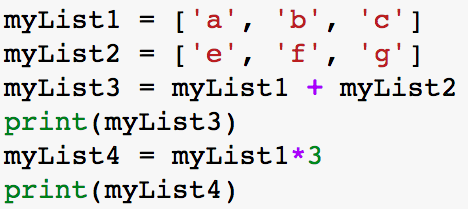 myList1 = ['a', 'b', 'c']
myList2 = ['e', 'f', 'g']
myList3 = myList1 + myList2
print(myList3)
myList4 = myList1*3
print(myList4)